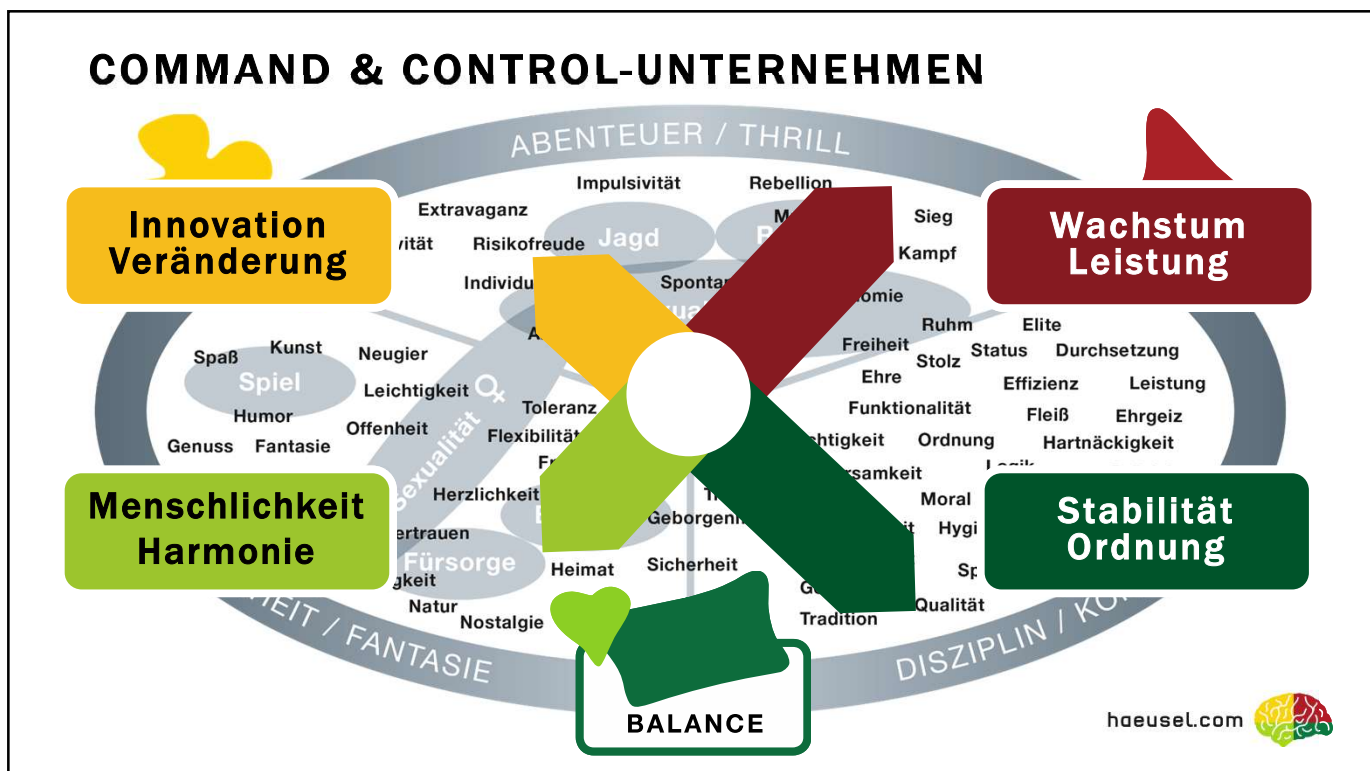 COMMAND & CONTROL-UNTERNEHMEN
ABENTEUER / THRILL
Impulsivität
Rebellion
Extravaganz
Sieg
Innovation
Veränderung
Wachstum
Leistung
Risikofreude
Jagd
Kampf
Ruhm
Elite
Freiheit
Stolz
Status
Durchsetzung
Kunst
Spaß
Neugier
Ehre
Spiel
Leichtigkeit
Effizienz
Leistung
Humor
Toleranz
Funktionalität
Fleiß
Ehrgeiz
Offenheit
Flexibilität
Genuss
Fantasie
Ordnung
Hartnäckigkeit
Sexualität ♀
Menschlichkeit
Harmonie
Herzlichkeit
Moral
Stabilität
Ordnung
Fürsorge
Heimat
Sicherheit
Natur
Nostalgie
Tradition
Qualität
/ FANTASIE
DISZIPLIN /
BALANCE
haeusel.com